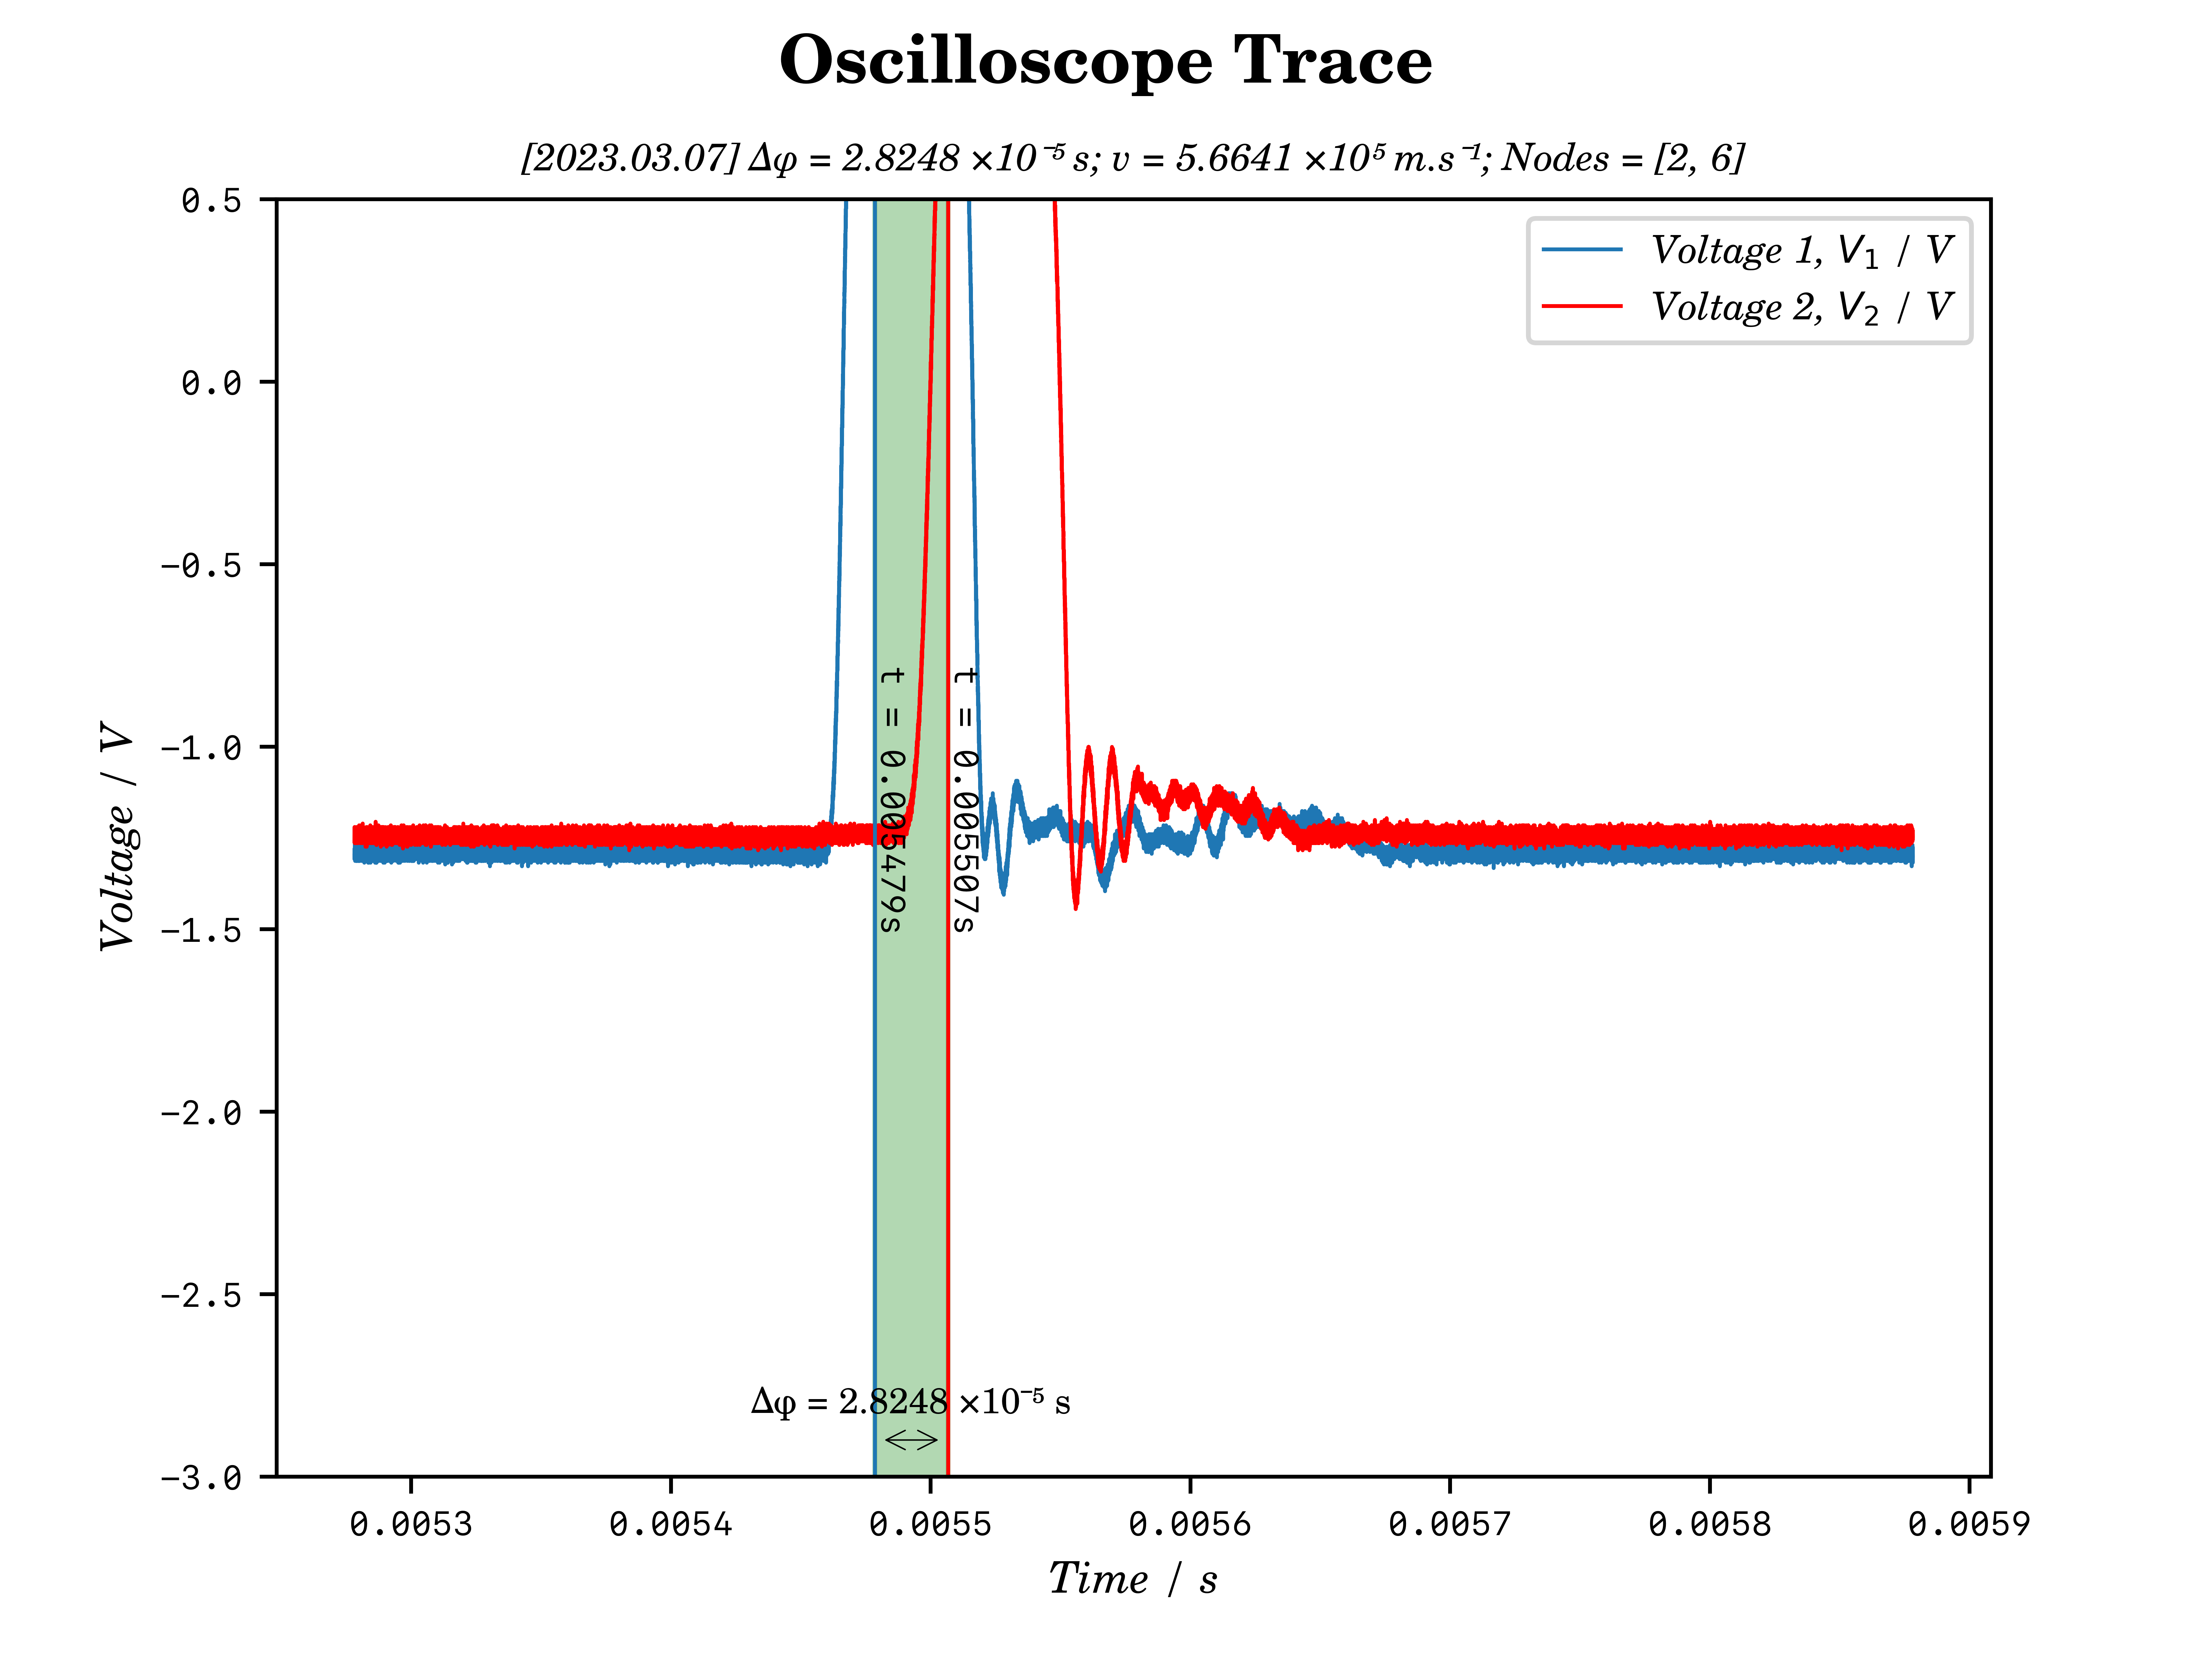 Oscilloscope Trace
[2023.03.07] Δφ = 2.8248 ×10⁻⁵ s; v = 5.6641 ×10⁵ m.s⁻¹; Nodes = [2, 6]
Voltage 1, V₁ / V
Voltage 2, V₂ / V
0.5
0.0
−0.5
−1.0
−1.5
−2.0
−2.5
−3.0
Voltage / V
t = 0.005479s
t = 0.005507s
Δφ = 2.8248 ×10⁻⁵ s
0.0053 0.0054 0.0055 0.0056 0.0057 0.0058 0.0059
Time / s